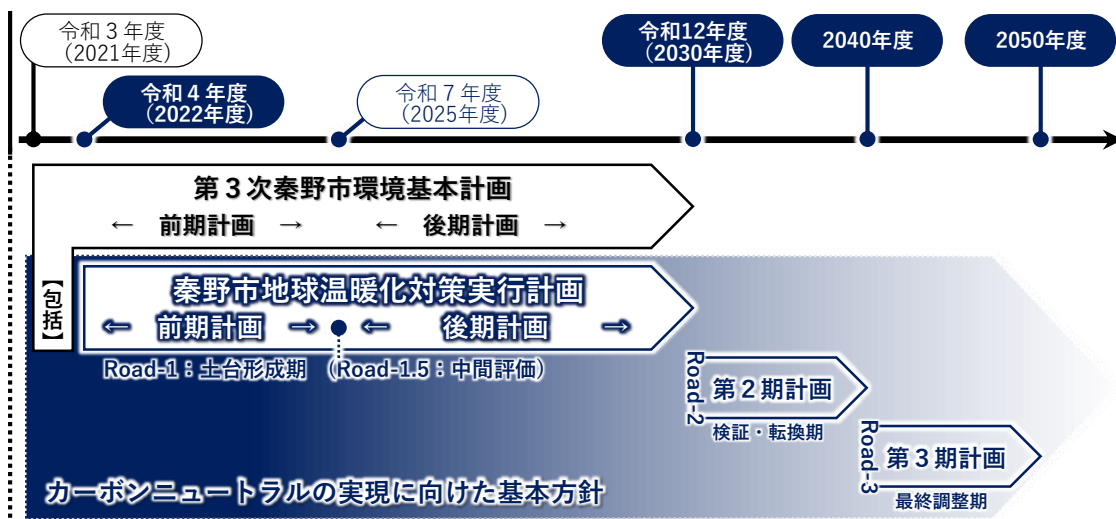 令和３年度
（2021年度）
令和４年度
（2022年度）
令和７年度
（2025年度）
令和12年度
（2030年度）
2040年度
2050年度
第３次秦野市環境基本計画
← 前期計画 → ← 後期計画 →
【包括】
秦野市地球温暖化対策実行計画
← 前期計画 → ← 後期計画 →
Road-1：土台形成期 （Road-1.5：中間評価）
Road-2
第２期計画
検証・転換期
Road-3
第３期計画
最終調整期
カーボンニュートラルの実現に向けた基本方針